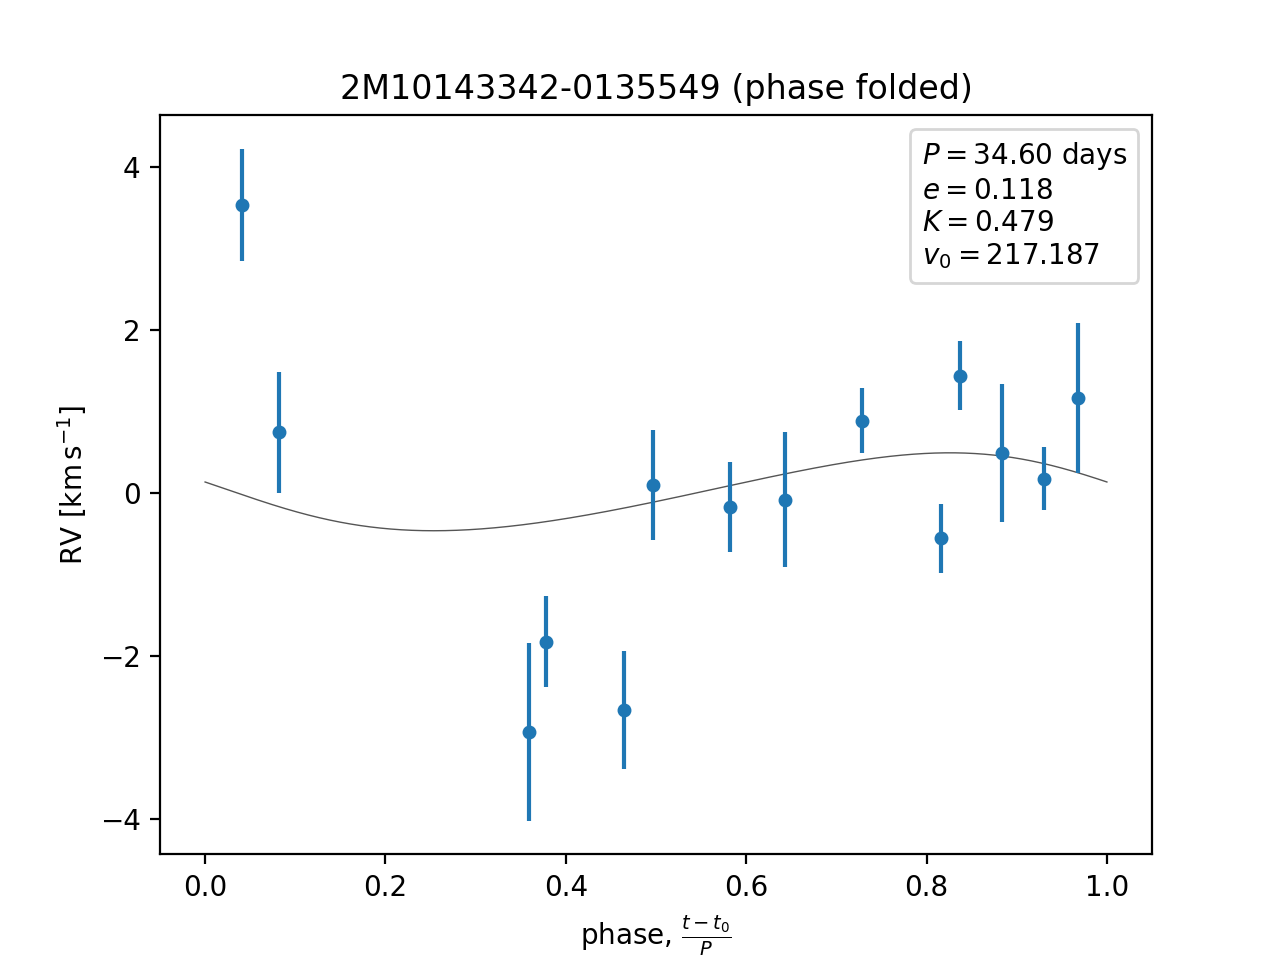 2M10143342-0135549 (phase folded)
P = 34.60 days
e = 0.118
K = 0.479
v₀ = 217.187
4
2
0
−2
−4
RV [km s⁻¹]
0.0 0.2 0.4 0.6 0.8 1.0
phase, (t − t₀)/P